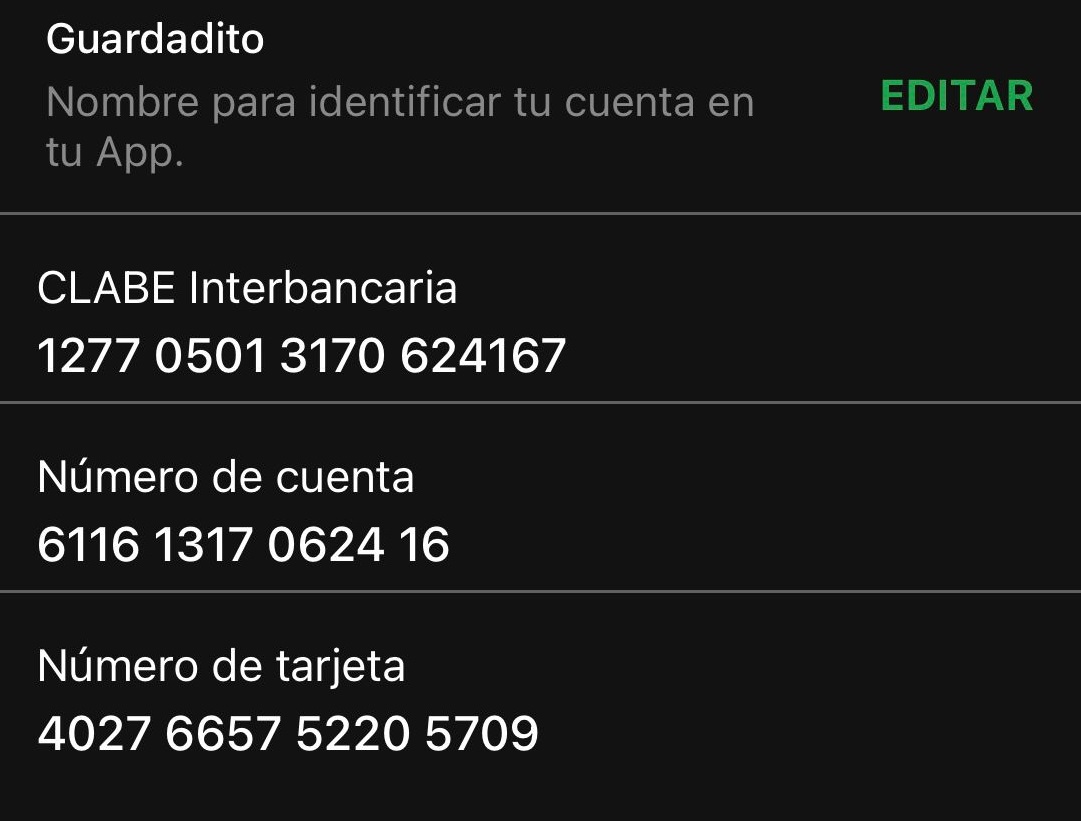 Guardadito
Nombre para identificar tu cuenta en
tu App.
EDITAR
CLABE Interbancaria
1277 0501 3170 624167
Número de cuenta
6116 1317 0624 16
Número de tarjeta
4027 6657 5220 5709